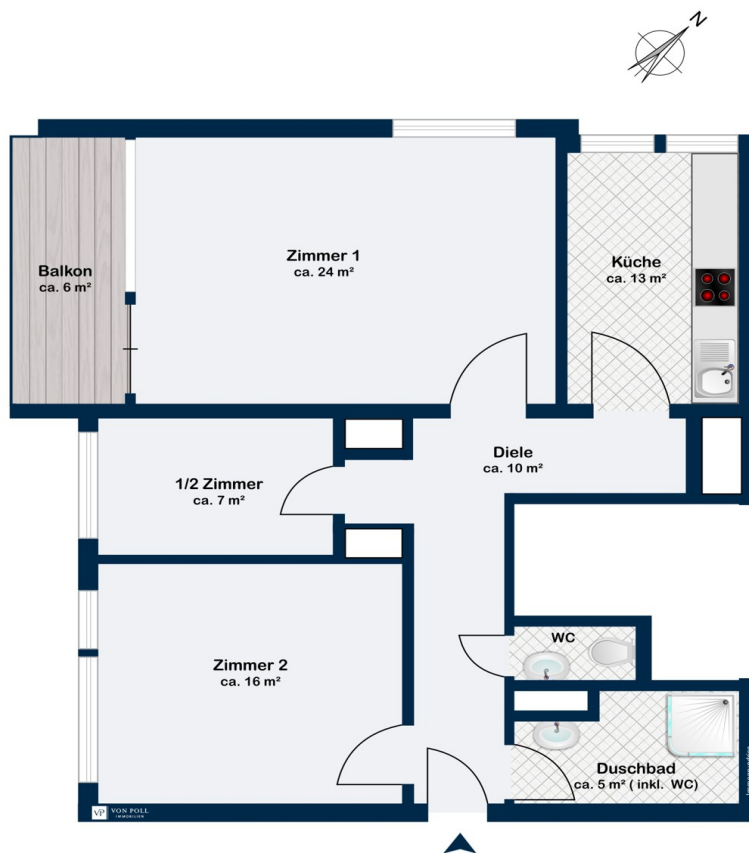 N
Balkon
ca. 6 m²
Zimmer 1
ca. 24 m²
Küche
ca. 13 m²
1/2 Zimmer
ca. 7 m²
Diele
ca. 10 m²
WC
Zimmer 2
ca. 16 m²
Duschbad
ca. 5 m² ( inkl. WC)
VP VON POLL
IMMOBILIEN